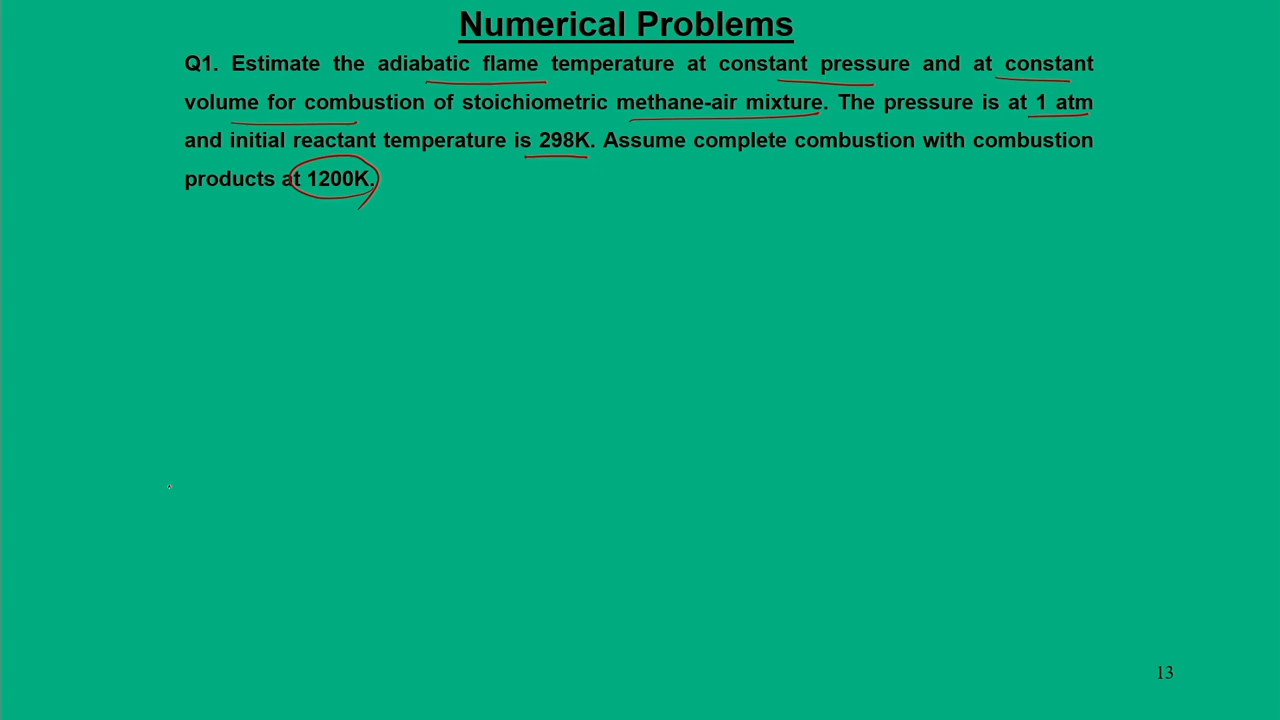 Numerical Problems
Q1. Estimate the adiabatic flame temperature at constant pressure and at constant
volume for combustion of stoichiometric methane-air mixture. The pressure is at 1 atm
and initial reactant temperature is 298K. Assume complete combustion with combustion
products at 1200K.
13